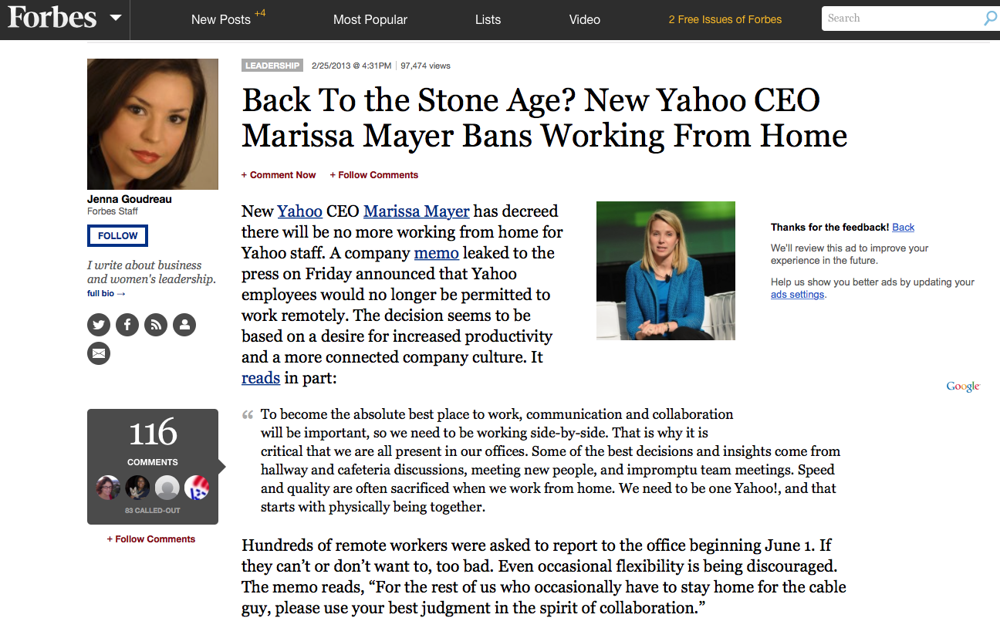 Forbes
New Posts +4
Most Popular
Lists
Video
2 Free Issues of Forbes
Search
Jenna Goudreau
Forbes Staff
FOLLOW
I write about business
and women's leadership.
full bio →
116
COMMENTS
83 CALLED-OUT
+ Follow Comments
LEADERSHIP 2/25/2013 @ 4:31PM | 97,474 views
Back To the Stone Age? New Yahoo CEO
Marissa Mayer Bans Working From Home
+ Comment Now + Follow Comments
New Yahoo CEO Marissa Mayer has decreed
there will be no more working from home for
Yahoo staff. A company memo leaked to the
press on Friday announced that Yahoo
employees would no longer be permitted to
work remotely. The decision seems to be
based on a desire for increased productivity
and a more connected company culture. It
reads in part:
“ To become the absolute best place to work, communication and collaboration
will be important, so we need to be working side-by-side. That is why it is
critical that we are all present in our offices. Some of the best decisions and insights come from
hallway and cafeteria discussions, meeting new people, and impromptu team meetings. Speed
and quality are often sacrificed when we work from home. We need to be one Yahoo!, and that
starts with physically being together.
Hundreds of remote workers were asked to report to the office beginning June 1. If
they can’t or don’t want to, too bad. Even occasional flexibility is being discouraged.
The memo reads, “For the rest of us who occasionally have to stay home for the cable
guy, please use your best judgment in the spirit of collaboration.”
Thanks for the feedback! Back
We'll review this ad to improve your
experience in the future.
Help us show you better ads by updating your
ads settings.
Google